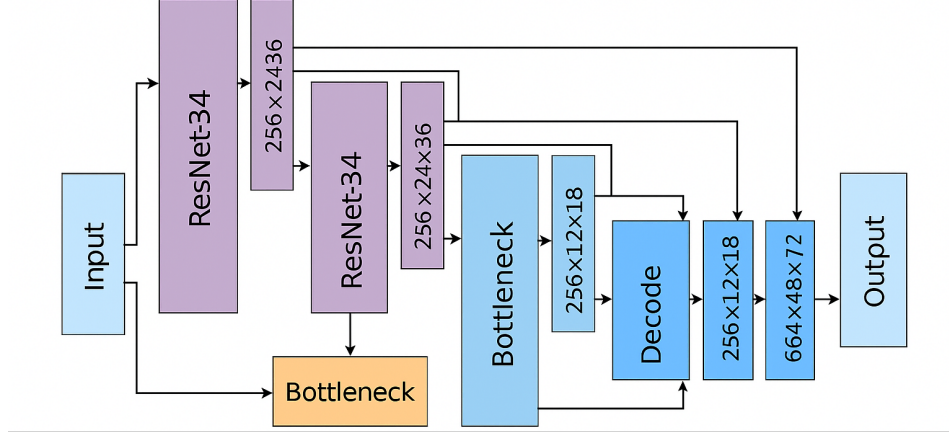 Input
ResNet-34
256×2436
ResNet-34
256×24×36
Bottleneck
Bottleneck
256×12×18
Decode
256×12×18
664×48×72
Output